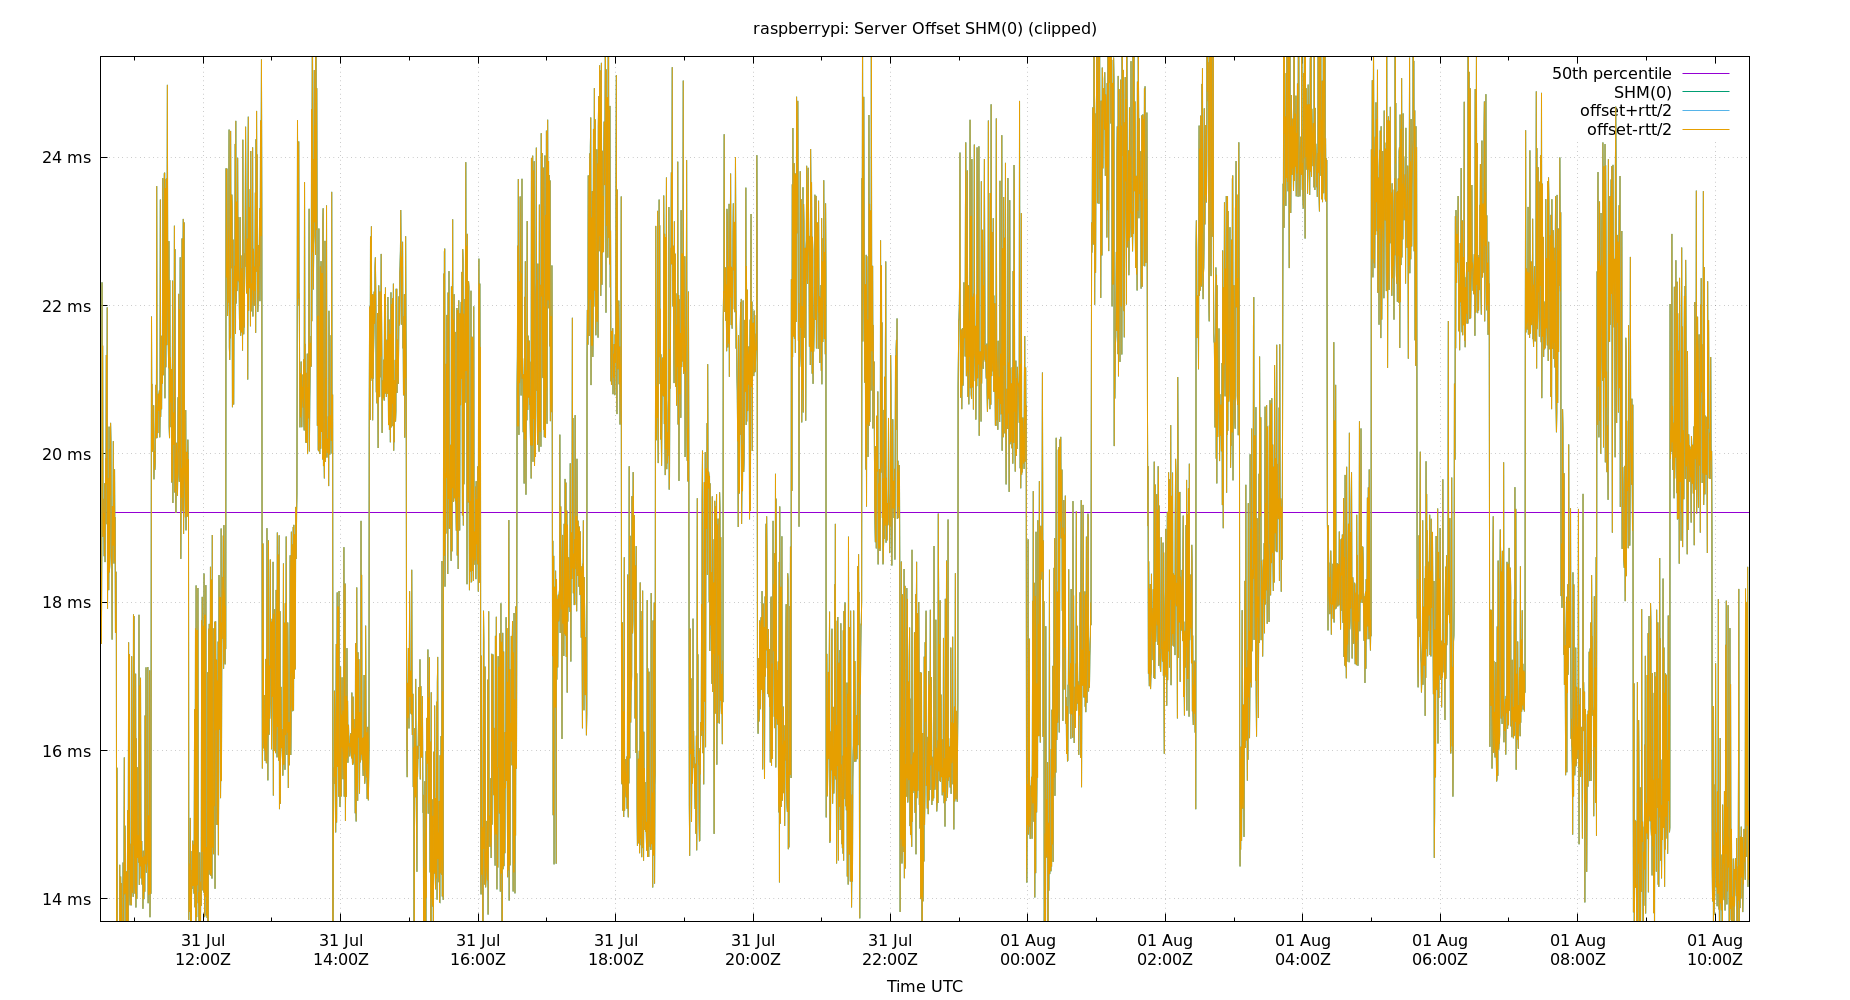 raspberrypi: Server Offset SHM(0) (clipped)
50th percentile
SHM(0)
offset+rtt/2
offset-rtt/2
24 ms
22 ms
20 ms
18 ms
16 ms
14 ms
31 Jul 31 Jul 31 Jul 31 Jul 31 Jul 31 Jul 01 Aug 01 Aug 01 Aug 01 Aug 01 Aug 01 Aug
12:00Z 14:00Z 16:00Z 18:00Z 20:00Z 22:00Z 00:00Z 02:00Z 04:00Z 06:00Z 08:00Z 10:00Z
Time UTC